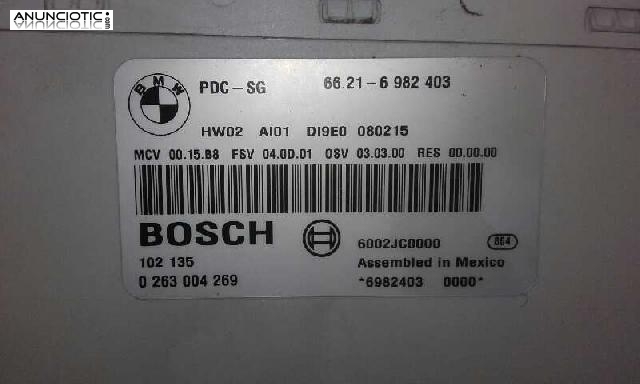 ANUNCIOTIC.es
BMW
PDC-SG 66.21-6 982 403
HW02 AI01 DI9E0 080215
MCV 00.15.B8 FSV 04.0D.01 OSV 03.03.00 RES 00.00.00
BOSCH
6002JC0000 864
102 135 Assembled in Mexico
0 263 004 269 *6982403 0000*